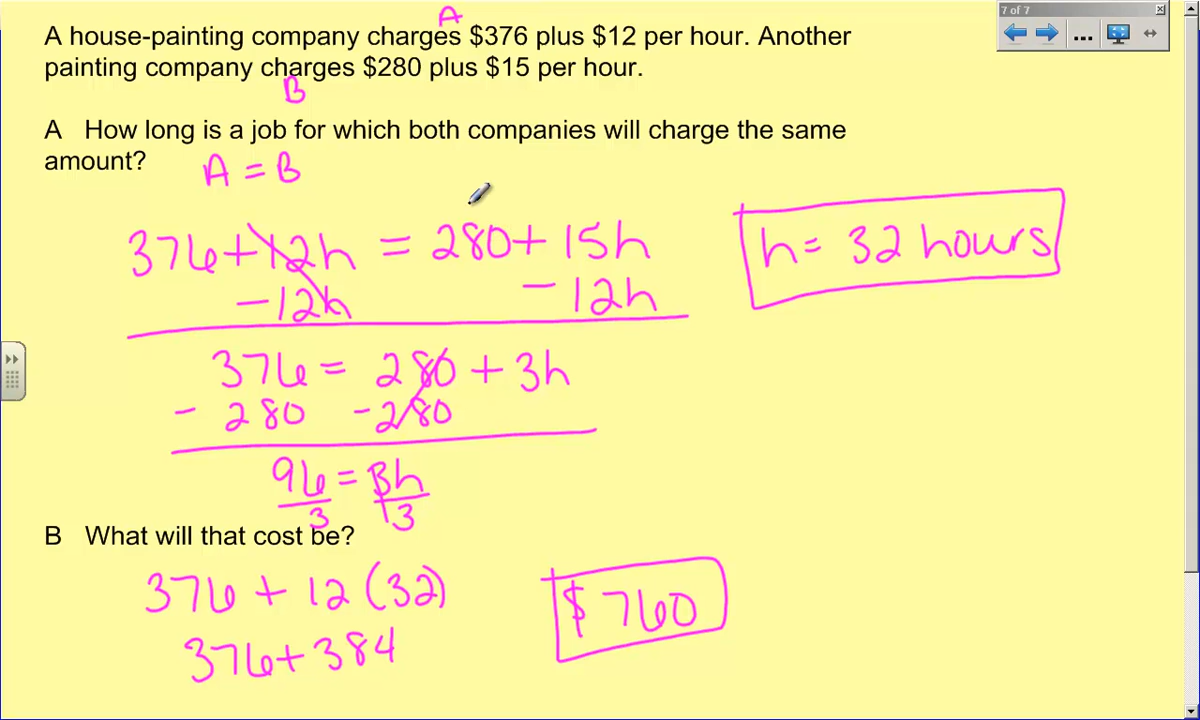 7 of 7
A
A house-painting company charges $376 plus $12 per hour. Another
painting company charges $280 plus $15 per hour.
B
A How long is a job for which both companies will charge the same
amount?
A = B
376 + 12h = 280 + 15h
-12h -12h
h = 32 hours
376 = 280 + 3h
- 280 -280
96 = 3h
3 3
B What will that cost be?
376 + 12 (32)
376 + 384
$ 760